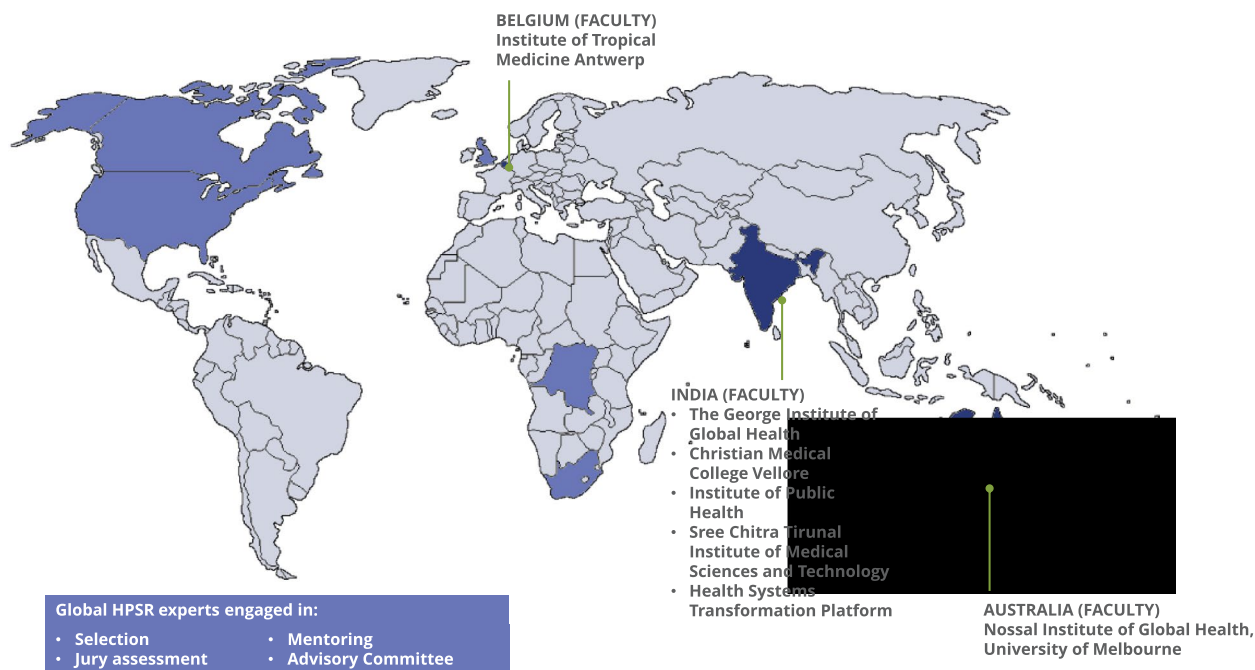 BELGIUM (FACULTY)
Institute of Tropical
Medicine Antwerp
INDIA (FACULTY)
• The George Institute of
Global Health
• Christian Medical
College Vellore
• Institute of Public
Health
• Sree Chitra Tirunal
Institute of Medical
Sciences and Technology
• Health Systems
Transformation Platform
AUSTRALIA (FACULTY)
Nossal Institute of Global Health,
University of Melbourne
Global HPSR experts engaged in:
• Selection
• Jury assessment
• Mentoring
• Advisory Committee